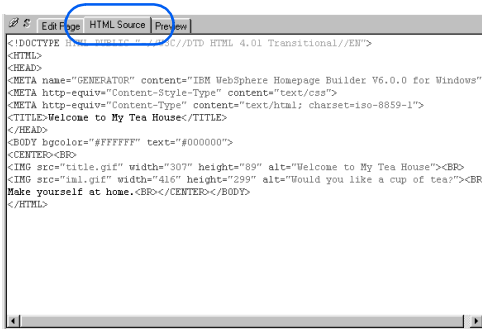 Edit Page HTML Source Preview
<!DOCTYPE HTML PUBLIC "-//W3C//DTD HTML 4.01 Transitional//EN">
<HTML>
<HEAD>
<META name="GENERATOR" content="IBM WebSphere Homepage Builder V6.0.0 for Windows"
<META http-equiv="Content-Style-Type" content="text/css">
<META http-equiv="Content-Type" content="text/html; charset=iso-8859-1">
<TITLE>Welcome to My Tea House</TITLE>
</HEAD>
<BODY bgcolor="#FFFFFF" text="#000000">
<CENTER><BR>
<IMG src="title.gif" width="307" height="89" alt="Welcome to My Tea House"><BR>
<IMG src="im1.gif" width="416" height="299" alt="Would you like a cup of tea?"><BR
Make yourself at home.<BR></CENTER></BODY>
</HTML>